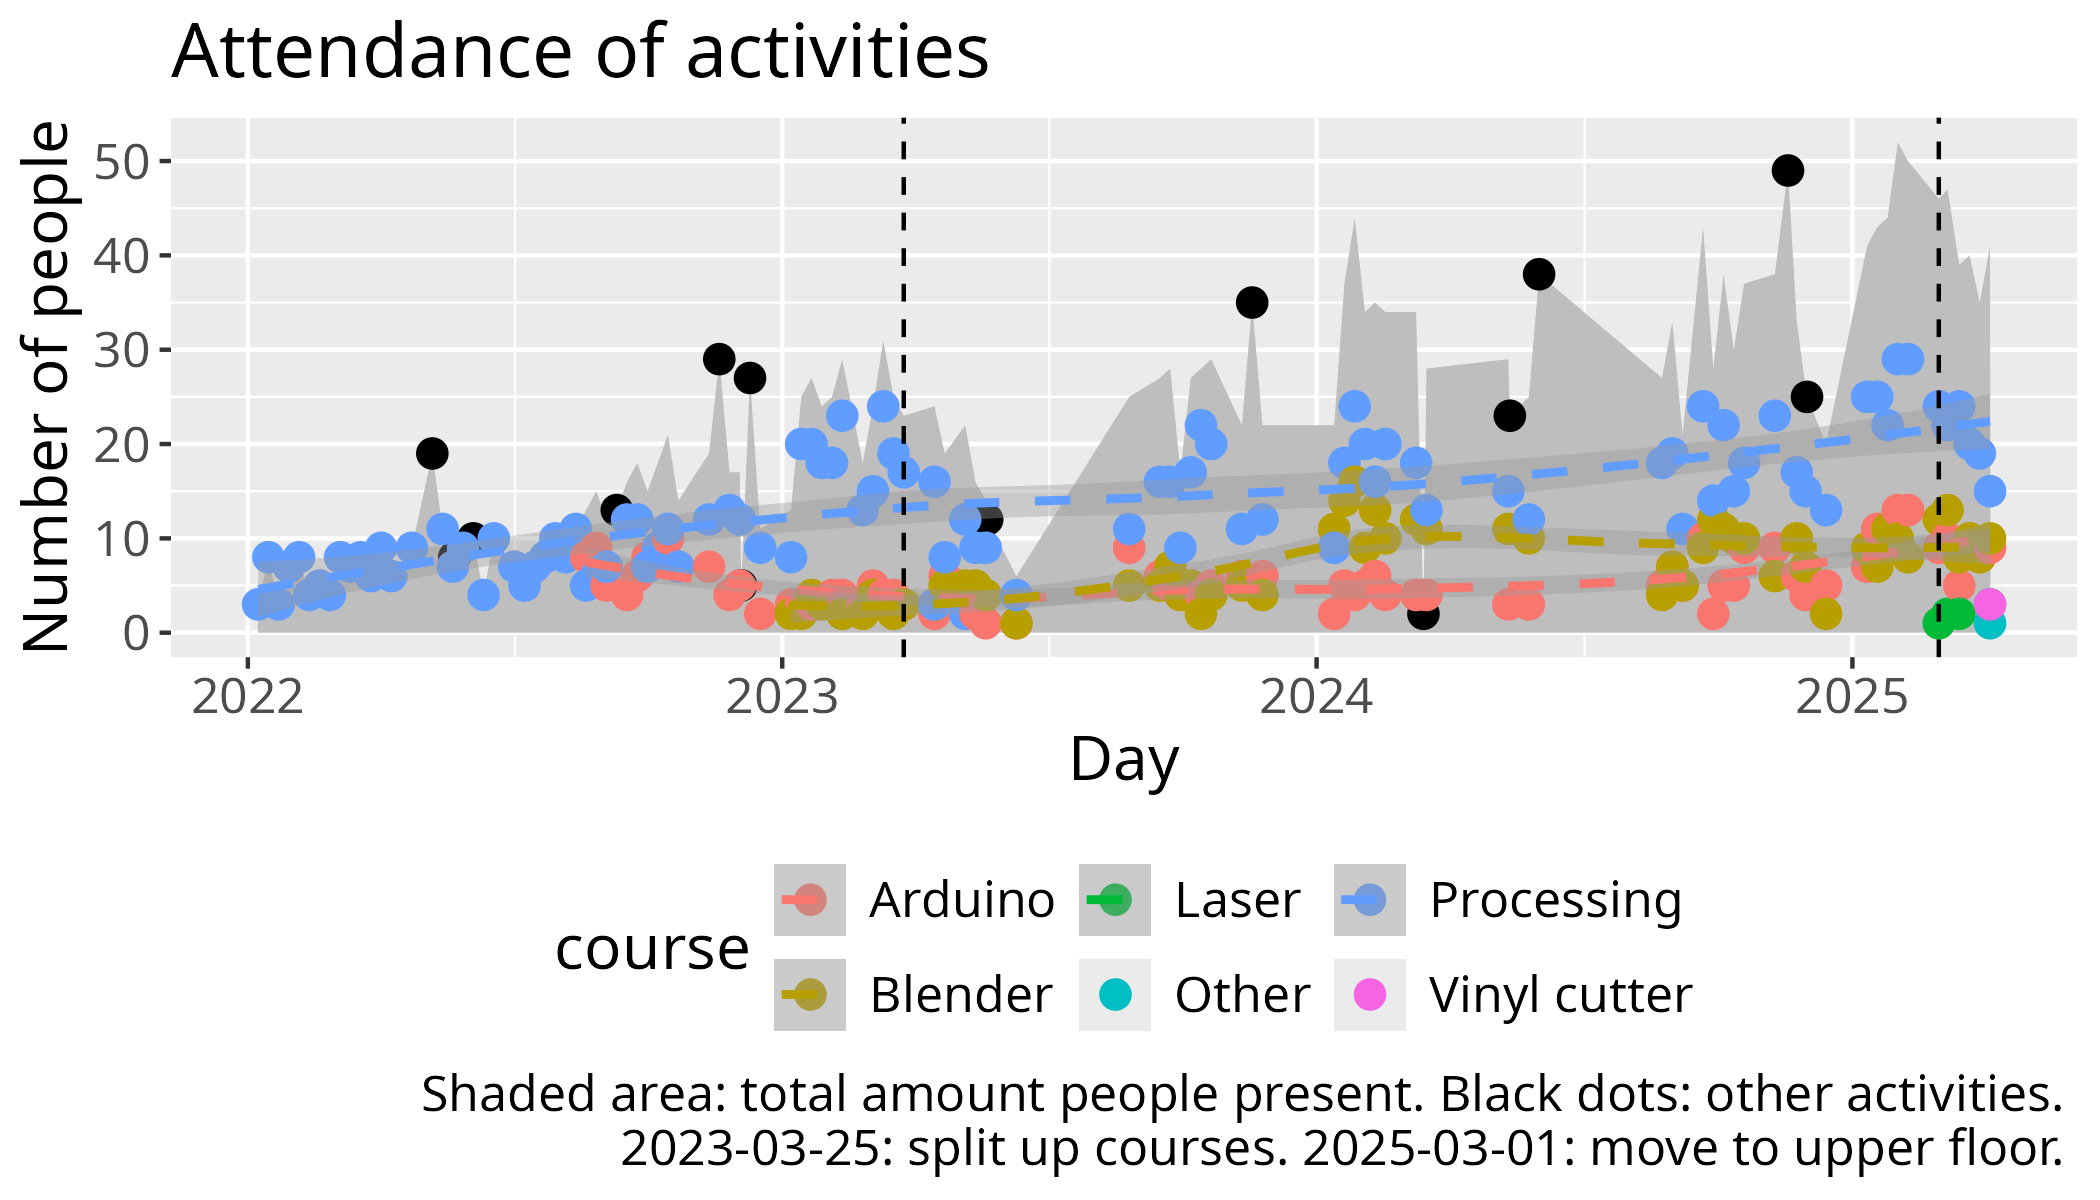 Attendance of activities
Number of people
50
40
30
20
10
0
2022 2023 2024 2025
Day
course
Arduino Laser Processing
Blender Other Vinyl cutter
Shaded area: total amount people present. Black dots: other activities.
2023-03-25: split up courses. 2025-03-01: move to upper floor.